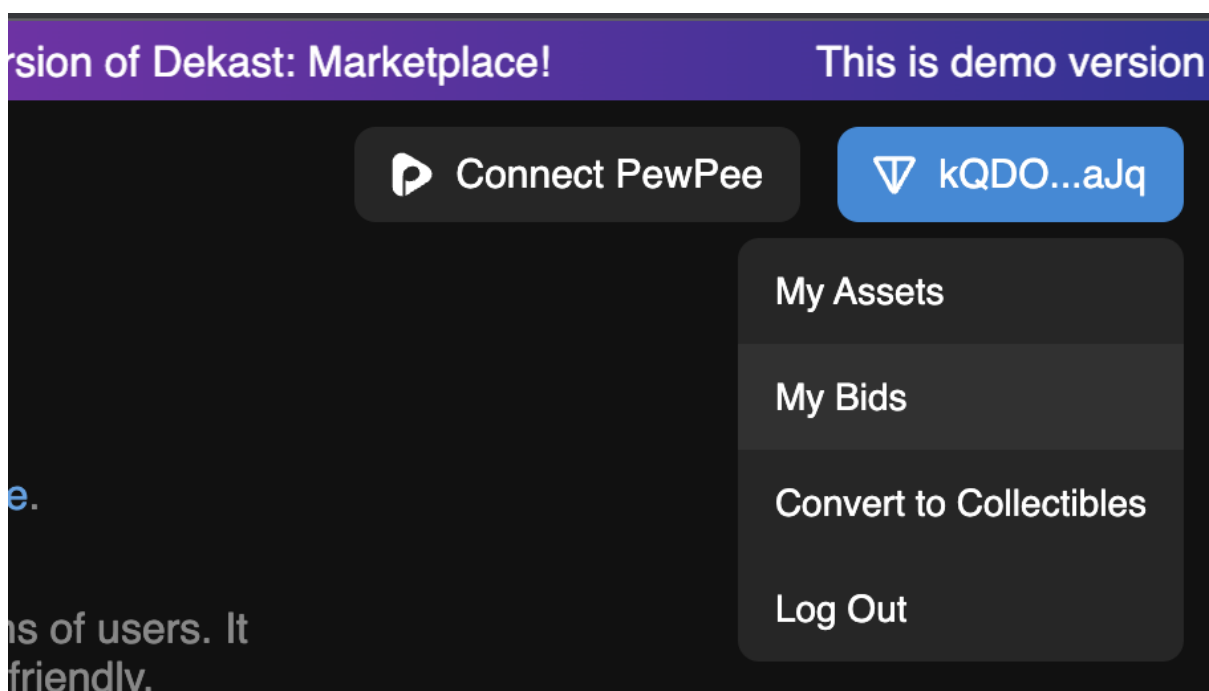 rsion of Dekast: Marketplace! This is demo version
Connect PewPee kQDO...aJq
My Assets
My Bids
Convert to Collectibles
e.
Log Out
ns of users. It
friendly.